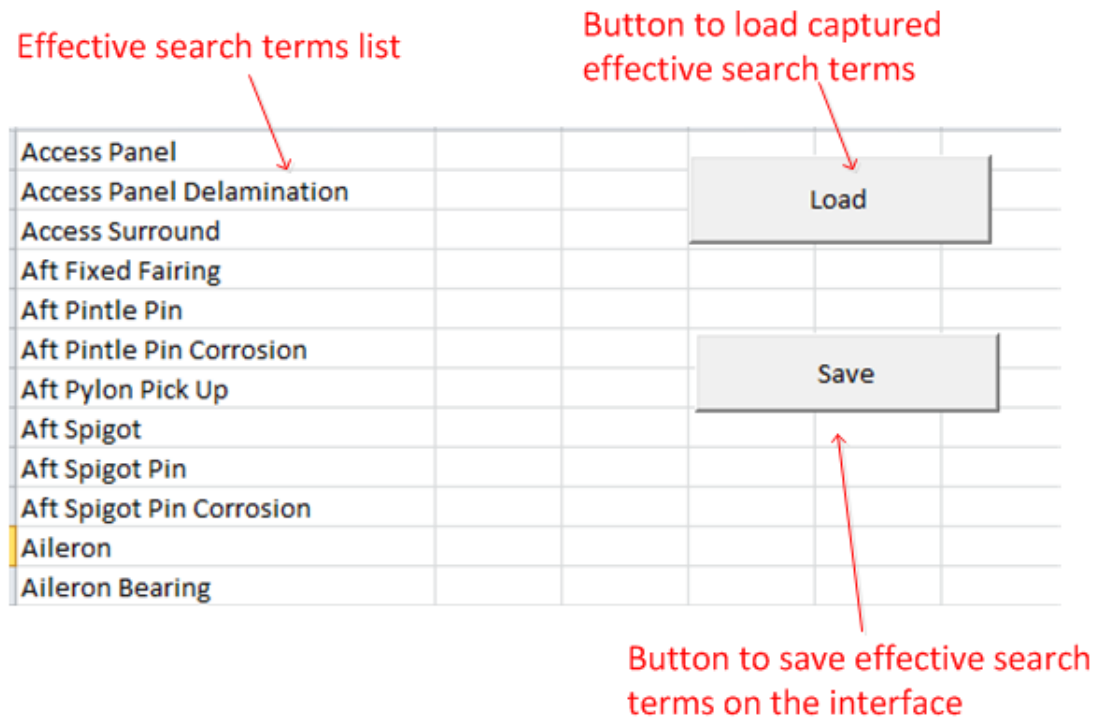 Effective search terms list
Button to load captured
effective search terms
Access Panel
Access Panel Delamination
Access Surround
Aft Fixed Fairing
Aft Pintle Pin
Aft Pintle Pin Corrosion
Aft Pylon Pick Up
Aft Spigot
Aft Spigot Pin
Aft Spigot Pin Corrosion
Aileron
Aileron Bearing
Load
Save
Button to save effective search
terms on the interface